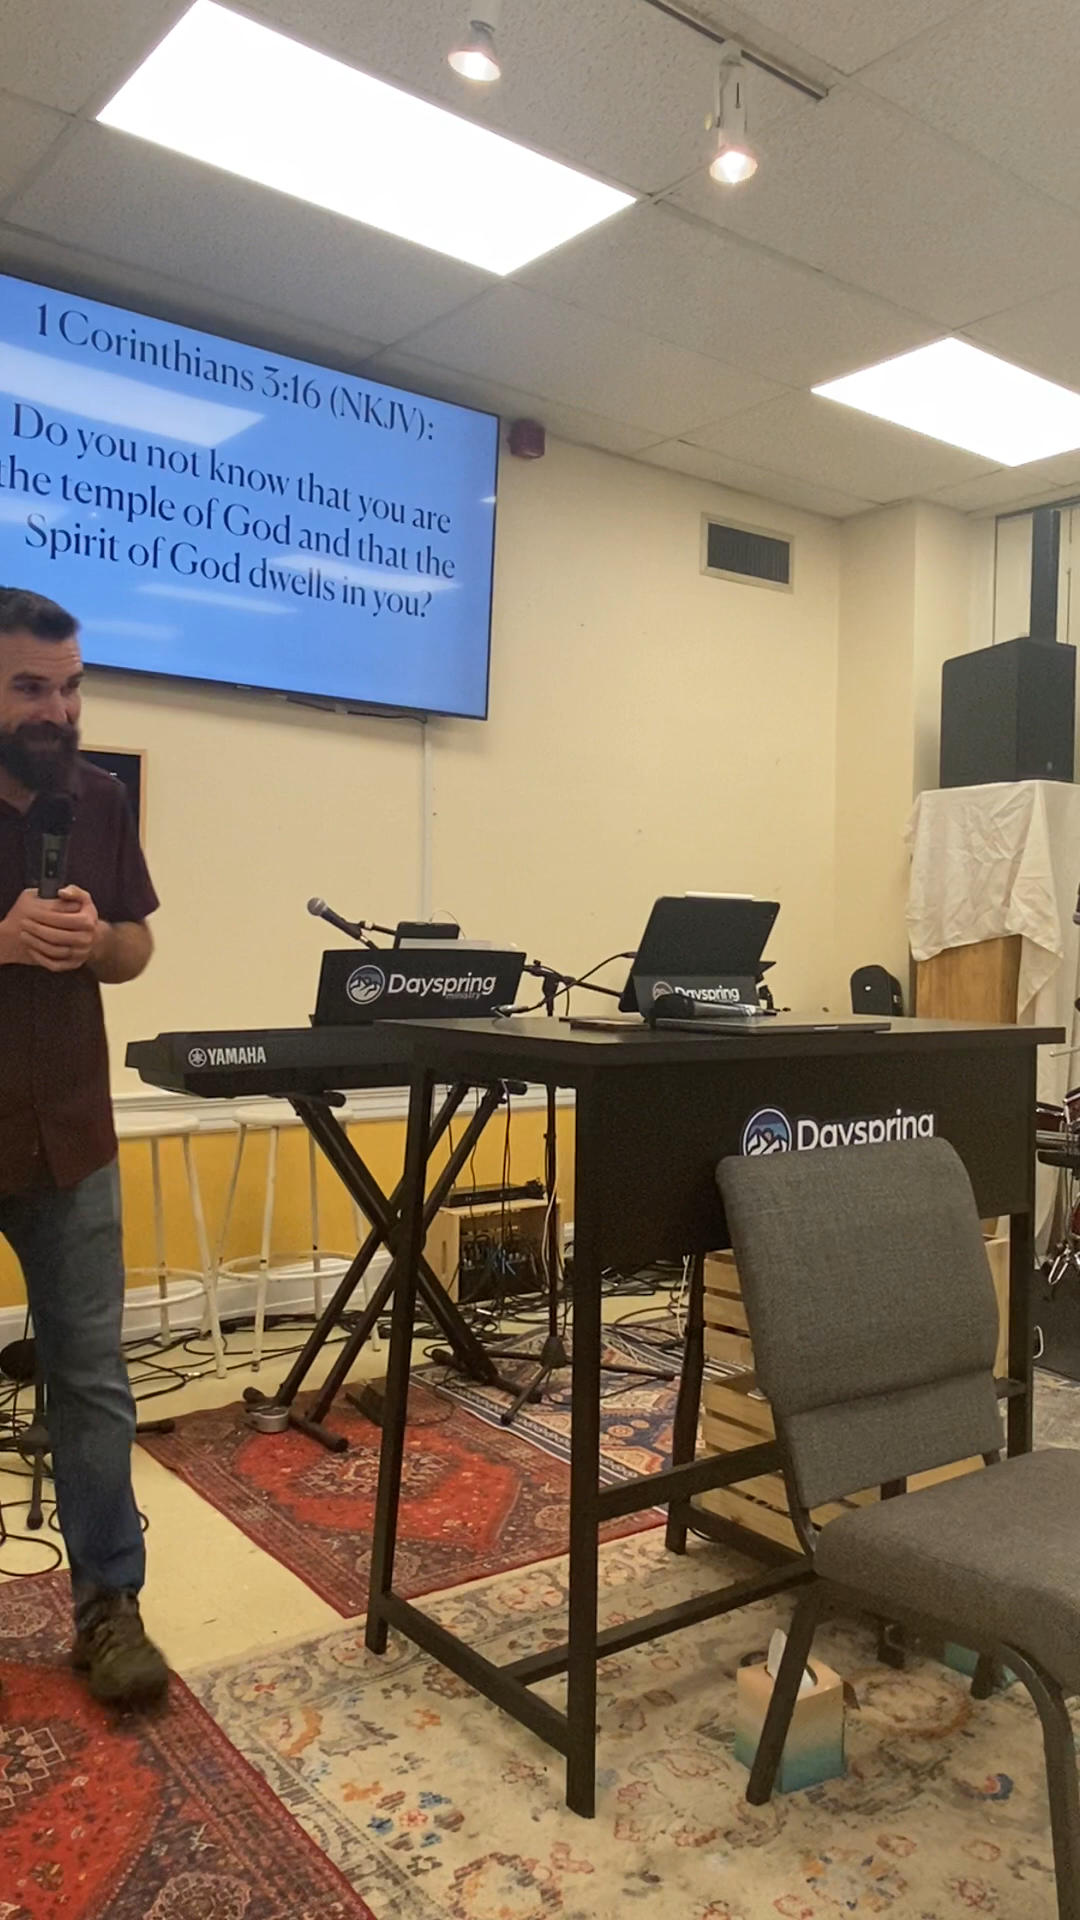 1 Corinthians 3:16 (NKJV):
Do you not know that you are
the temple of God and that the
Spirit of God dwells in you?
Dayspring
ministry
Dayspring
YAMAHA
Dayspring